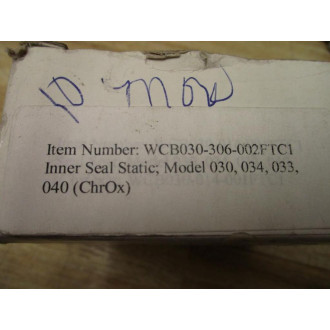 10 mow
Item Number: WCB030-306-002FTC1
Inner Seal Static; Model 030, 034, 033,
040 (ChrOx)